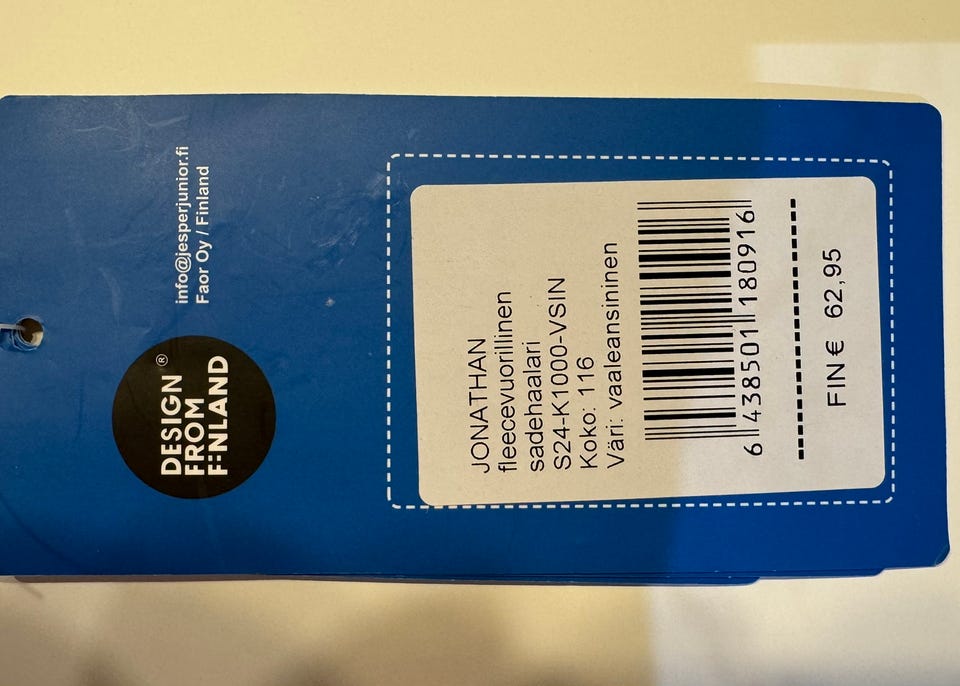 info@jesperjunior.fi
Faor Oy / Finland
DESIGN
FROM
FINLAND
®
JONATHAN
fleecevuorillinen
sadehaalari
S24-K1000-VSIN
Koko: 116
Väri: vaaleansininen
6 438501 180916
FIN € 62,95